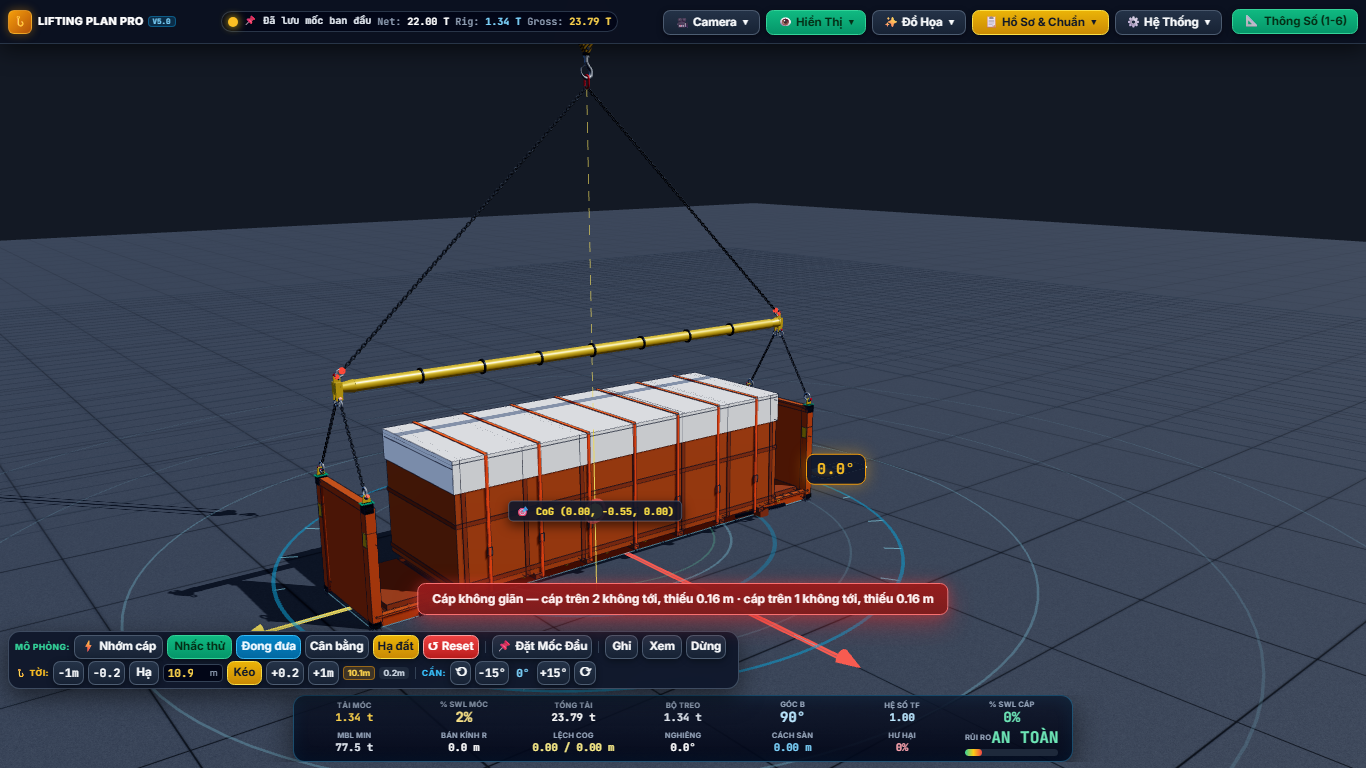 LIFTING PLAN PRO V5.0
Đã lưu mốc ban đầu Net: 22.00 T Rig: 1.34 T Gross: 23.79 T
Camera ▼ Hiển Thị ▼ Đồ Họa ▼ Hồ Sơ & Chuẩn ▼ Hệ Thống ▼ Thông Số (1-6)
0.0°
CoG (0.00, -0.55, 0.00)
Cáp không giãn — cáp trên 2 không tới, thiếu 0.16 m · cáp trên 1 không tới, thiếu 0.16 m
MÔ PHỎNG: Nhóm cáp Nhấc thử Đong đưa Cân bằng Hạ đất Reset Đặt Mốc Đầu Ghi Xem Dừng
TỜI: -1m -0.2 Hạ 10.9 m Kéo +0.2 +1m 10.1m 0.2m CẨN: -15° 0° +15°
TẢI MÓC % SWL MÓC TỔNG TẢI BỘ TREO GÓC B HỆ SỐ TF % SWL CÁP
1.34 t 2% 23.79 t 1.34 t 90° 1.00 0%
MBL MIN BÁN KÍNH R LỆCH COG NGHIÊNG CÁCH SÀN HƯ HẠI RỦI RO AN TOÀN
77.5 t 0.0 m 0.00 / 0.00 m 0.0° 0.00 m 0%